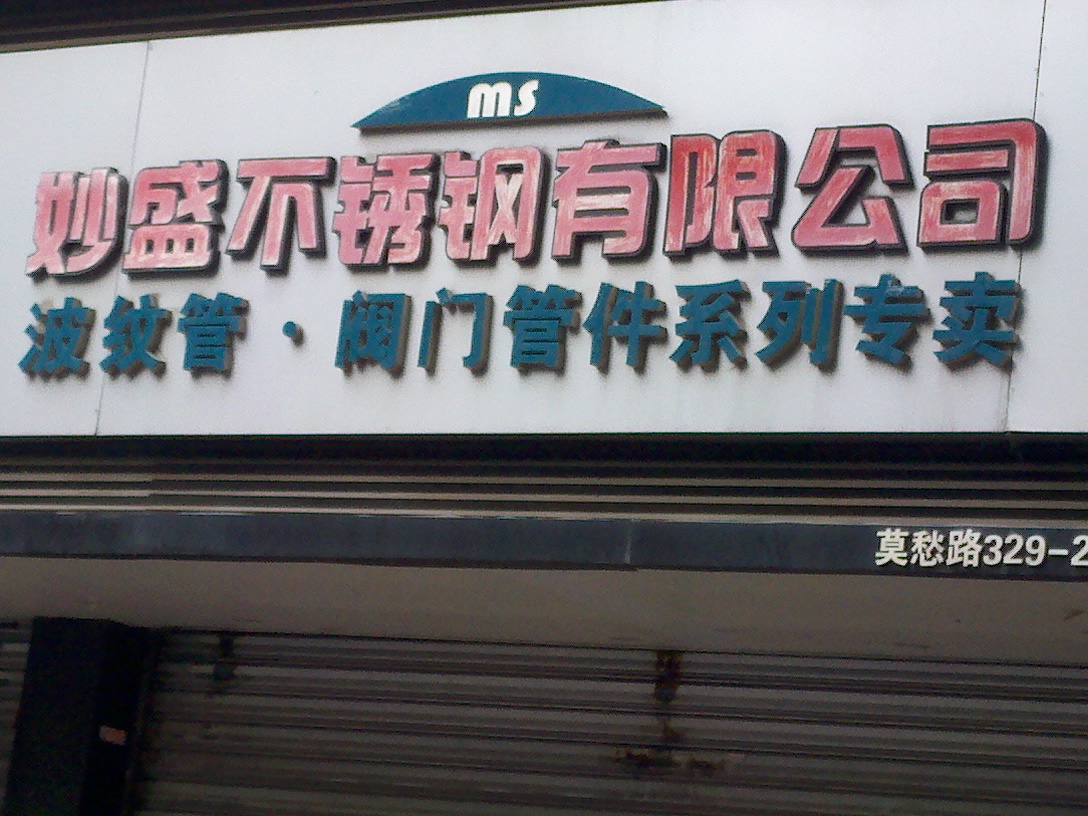 ms
妙盛不锈钢有限公司
波纹管·阀门管件系列专卖
莫愁路329-2